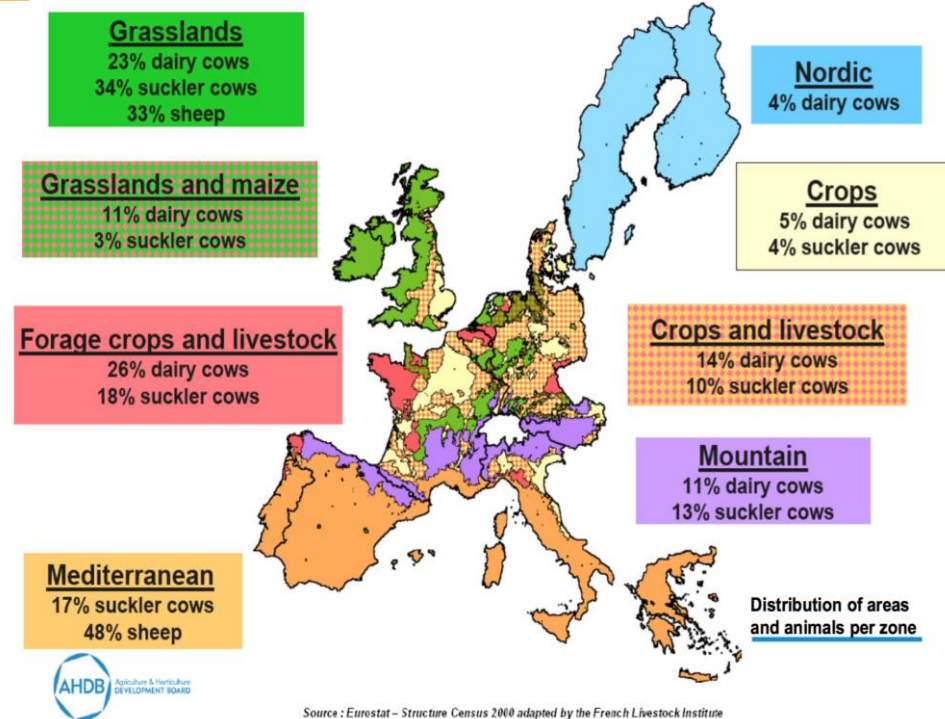 Grasslands
23% dairy cows
34% suckler cows
33% sheep
Nordic
4% dairy cows
Grasslands and maize
11% dairy cows
3% suckler cows
Crops
5% dairy cows
4% suckler cows
Forage crops and livestock
26% dairy cows
18% suckler cows
Crops and livestock
14% dairy cows
10% suckler cows
Mountain
11% dairy cows
13% suckler cows
Mediterranean
17% suckler cows
48% sheep
Distribution of areas
and animals per zone
AHDB
Agriculture & Horticulture
DEVELOPMENT BOARD
Source : Eurostat – Structure Census 2000 adapted by the French Livestock Institute